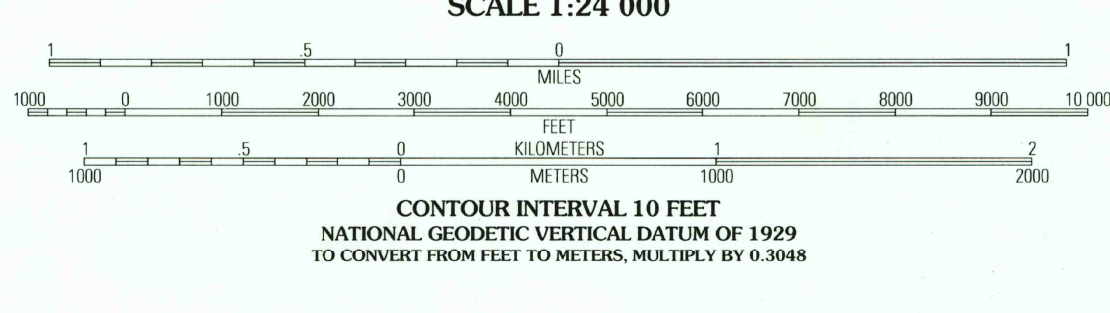 SCALE 1:24 000
1 .5 0 1
MILES
1000 0 1000 2000 3000 4000 5000 6000 7000 8000 9000 10 000
FEET
1 .5 0 KILOMETERS 1 2
1000 0 METERS 1000 2000
CONTOUR INTERVAL 10 FEET
NATIONAL GEODETIC VERTICAL DATUM OF 1929
TO CONVERT FROM FEET TO METERS, MULTIPLY BY 0.3048